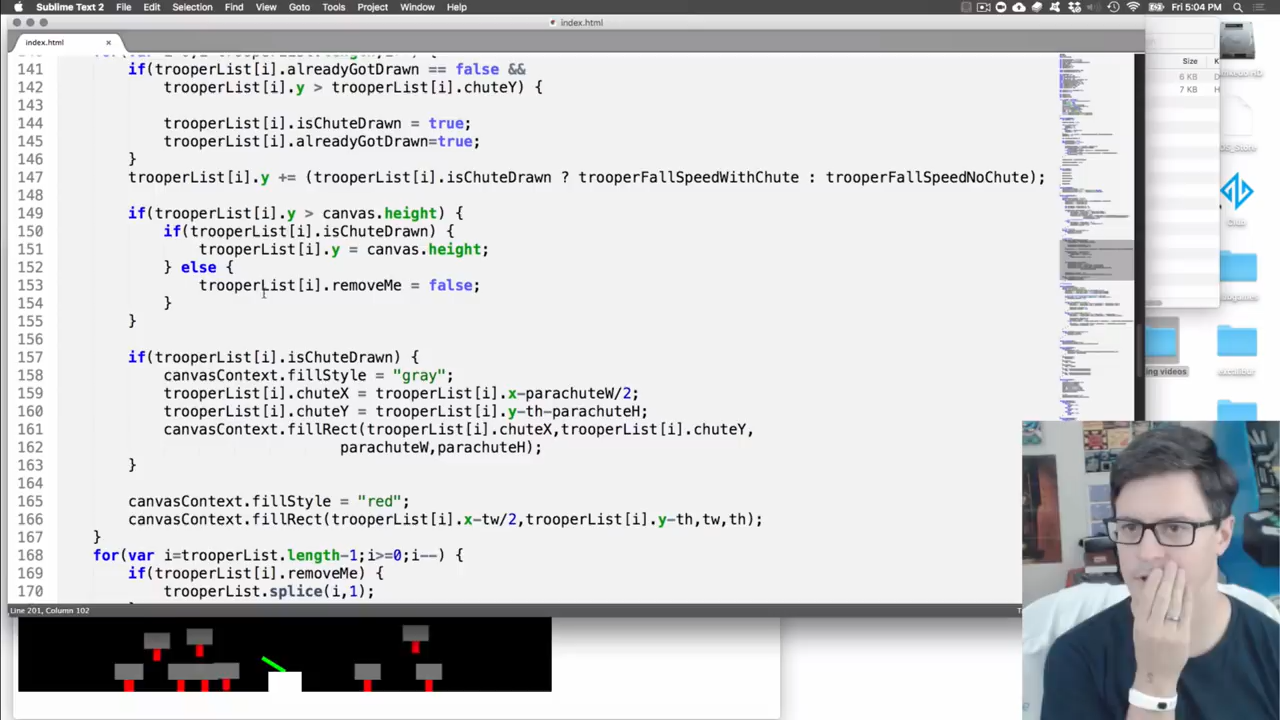 Sublime Text 2 File Edit Selection Find View Goto Tools Project Window Help
Fri 5:04 PM
index.html
index.html
141 if(trooperList[i].alreadyGotDrawn == false &&
142 trooperList[i].y > trooperList[i].chuteY) {
143
144 trooperList[i].isChuteDrawn = true;
145 trooperList[i].alreadyGotDrawn=true;
146 }
147 trooperList[i].y += (trooperList[i].isChuteDrawn ? trooperFallSpeedWithChute : trooperFallSpeedNoChute);
148
149 if(trooperList[i].y > canvas.height) {
150 if(trooperList[i].isChuteDrawn) {
151 trooperList[i].y = canvas.height;
152 } else {
153 trooperList[i].removeMe = false;
154 }
155 }
156
157 if(trooperList[i].isChuteDrawn) {
158 canvasContext.fillStyle = "gray";
159 trooperList[i].chuteX = trooperList[i].x-parachuteW/2,
160 trooperList[i].chuteY = trooperList[i].y-th-parachuteH;
161 canvasContext.fillRect(trooperList[i].chuteX,trooperList[i].chuteY,
162 parachuteW,parachuteH);
163 }
164
165 canvasContext.fillStyle = "red";
166 canvasContext.fillRect(trooperList[i].x-tw/2,trooperList[i].y-th,tw,th);
167 }
168 for(var i=trooperList.length-1;i>=0;i--) {
169 if(trooperList[i].removeMe) {
170 trooperList.splice(i,1);
Line 201, Column 102
Size K
6 KB
7 KB
Club
excalibur
ing videos